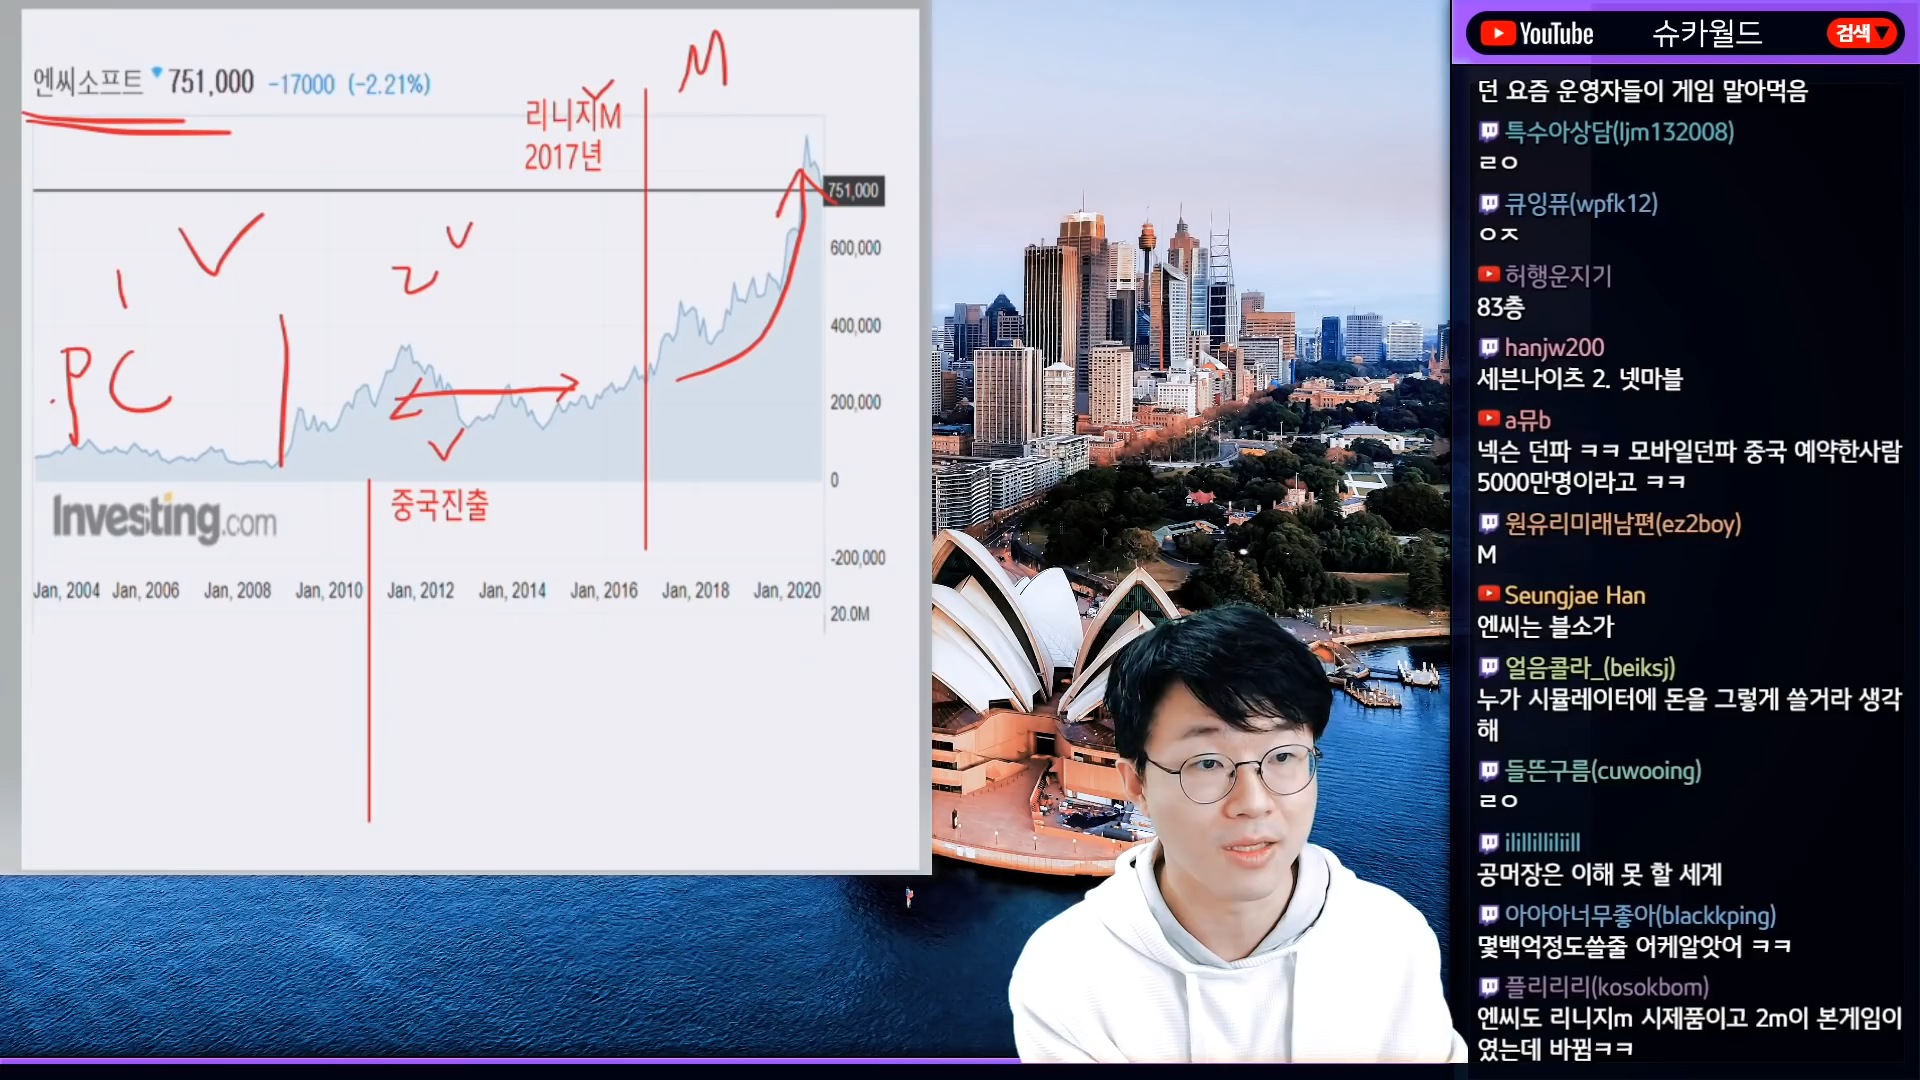 엔씨소프트 751,000 -17000 (-2.21%)
M
리니지M
2017년
751,000
600,000
400,000
200,000
0
-200,000
20.0M
1
2
PC
중국진출
Investing.com
Jan, 2004 Jan, 2006 Jan, 2008 Jan, 2010 Jan, 2012 Jan, 2014 Jan, 2016 Jan, 2018 Jan, 2020
YouTube 슈카월드 검색▼
던 요즘 운영자들이 게임 말아먹음
특수아상담(ljm132008)
ㄹㅇ
큐잉퓨(wpfk12)
ㅇㅈ
허행운지기
83층
hanjw200
세븐나이츠 2. 넷마블
a뮤b
넥슨 던파 ㅋㅋ 모바일던파 중국 예약한사람
5000만명이라고 ㅋㅋ
원유리미래남편(ez2boy)
M
Seungjae Han
엔씨는 블소가
얼음콜라_(beiksj)
누가 시뮬레이터에 돈을 그렇게 쓸거라 생각
해
들뜬구름(cuwooing)
ㄹㅇ
공머장은 이해 못 할 세계
아아아너무좋아(blackkping)
몇백억정도쓸줄 어케알앗어 ㅋㅋ
플리리리(kosokbom)
엔씨도 리니지m 시제품이고 2m이 본게임이
였는데 바뀜ㅋㅋ